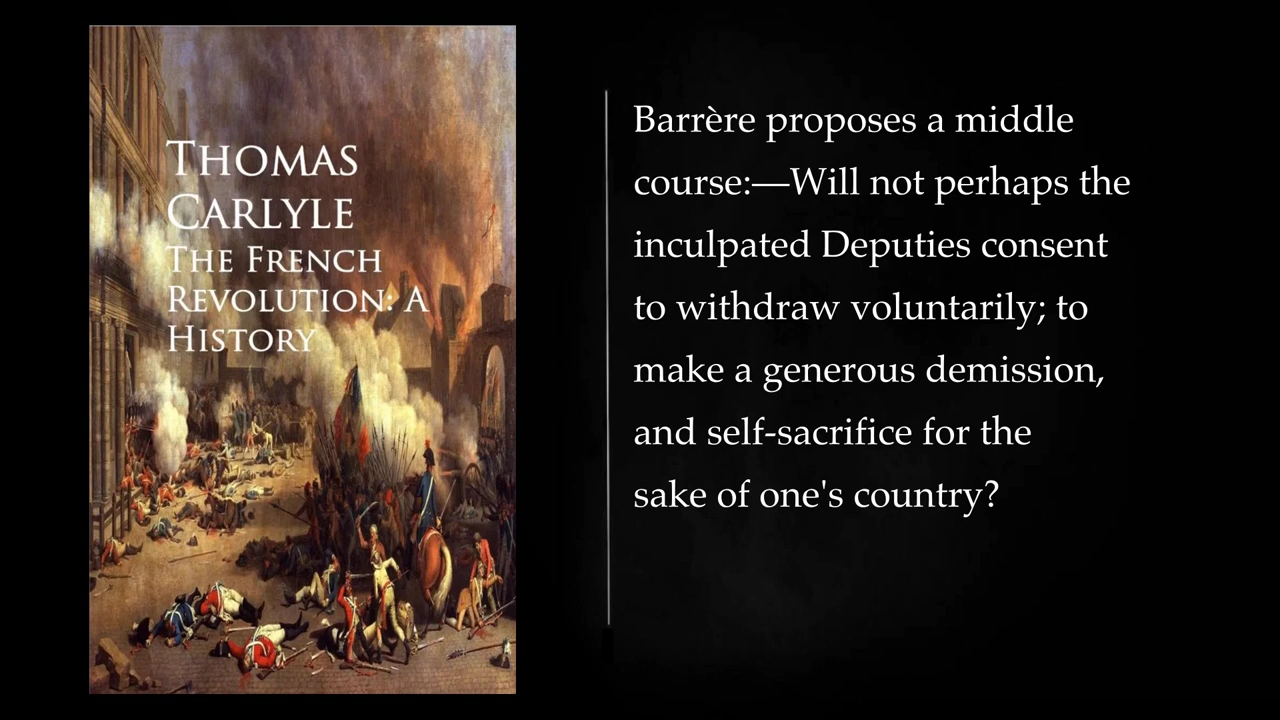 THOMAS
CARLYLE
THE FRENCH
REVOLUTION: A
HISTORY
Barrère proposes a middle
course:—Will not perhaps the
inculpated Deputies consent
to withdraw voluntarily; to
make a generous demission,
and self-sacrifice for the
sake of one's country?